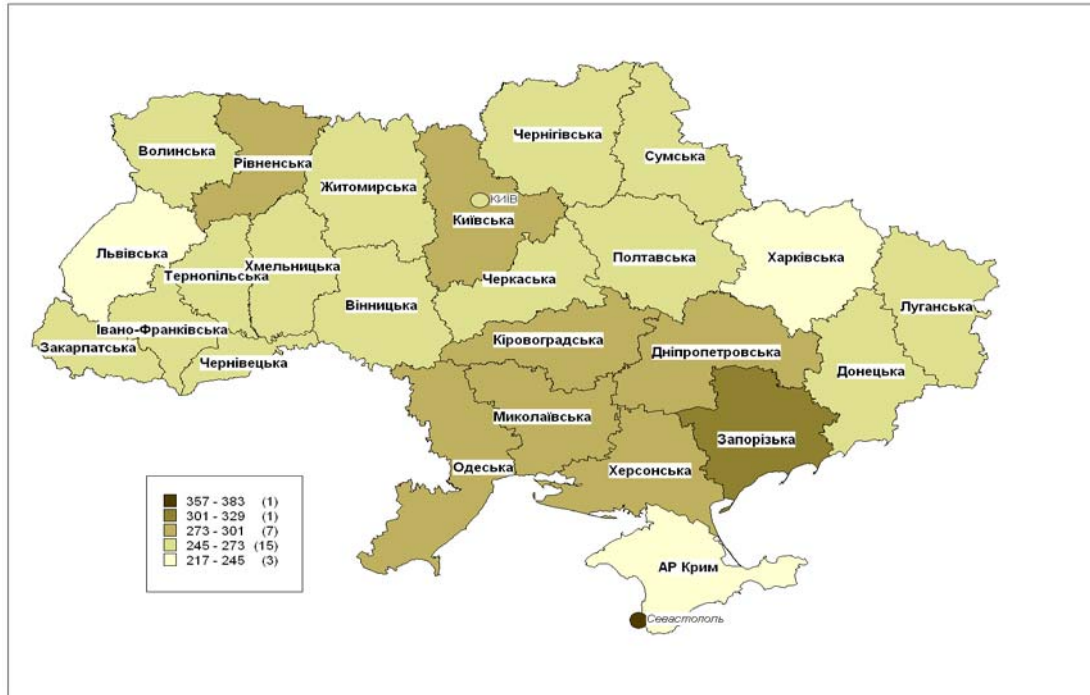 Чернігівська
Волинська
Рівненська
Сумська
Житомирська
КИЇВ
Київська
Львівська
Тернопільська
Хмельницька
Черкаська
Полтавська
Харківська
Вінницька
Луганська
Івано-Франківська
Закарпатська
Чернівецька
Кіровоградська
Дніпропетровська
Донецька
Миколаївська
Запорізька
Одеська
Херсонська
357 - 383 (1)
301 - 329 (1)
273 - 301 (7)
245 - 273 (15)
217 - 245 (3)
АР Крим
Севастополь